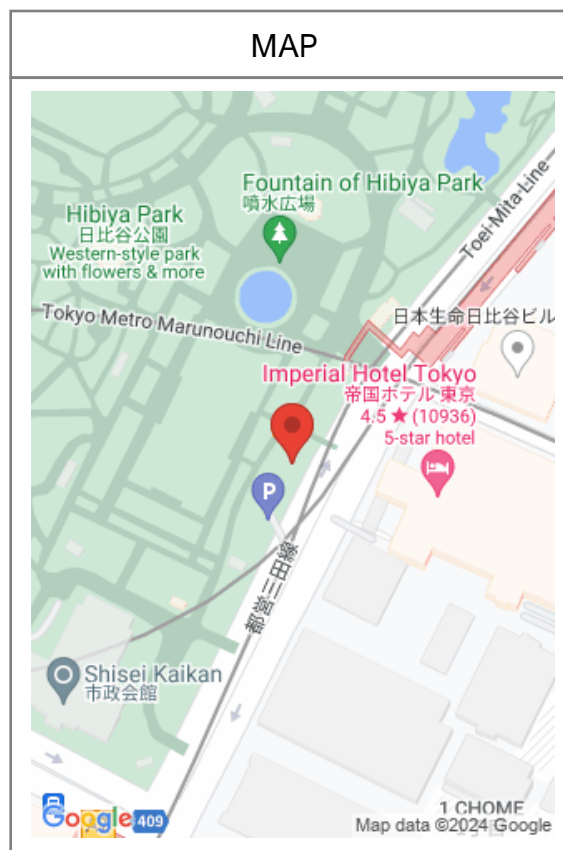 MAP
Fountain of Hibiya Park
噴水広場
Hibiya Park
日比谷公園
Western-style park
with flowers & more
Toei-Mita-Line
Tokyo Metro Marunouchi Line
日本生命日比谷ビル
Imperial Hotel Tokyo
帝国ホテル 東京
4.5 ★ (10936)
5-star hotel
P
都営三田線
Shisei Kaikan
市政会館
Google
409
1 CHOME
Map data ©2024 Google